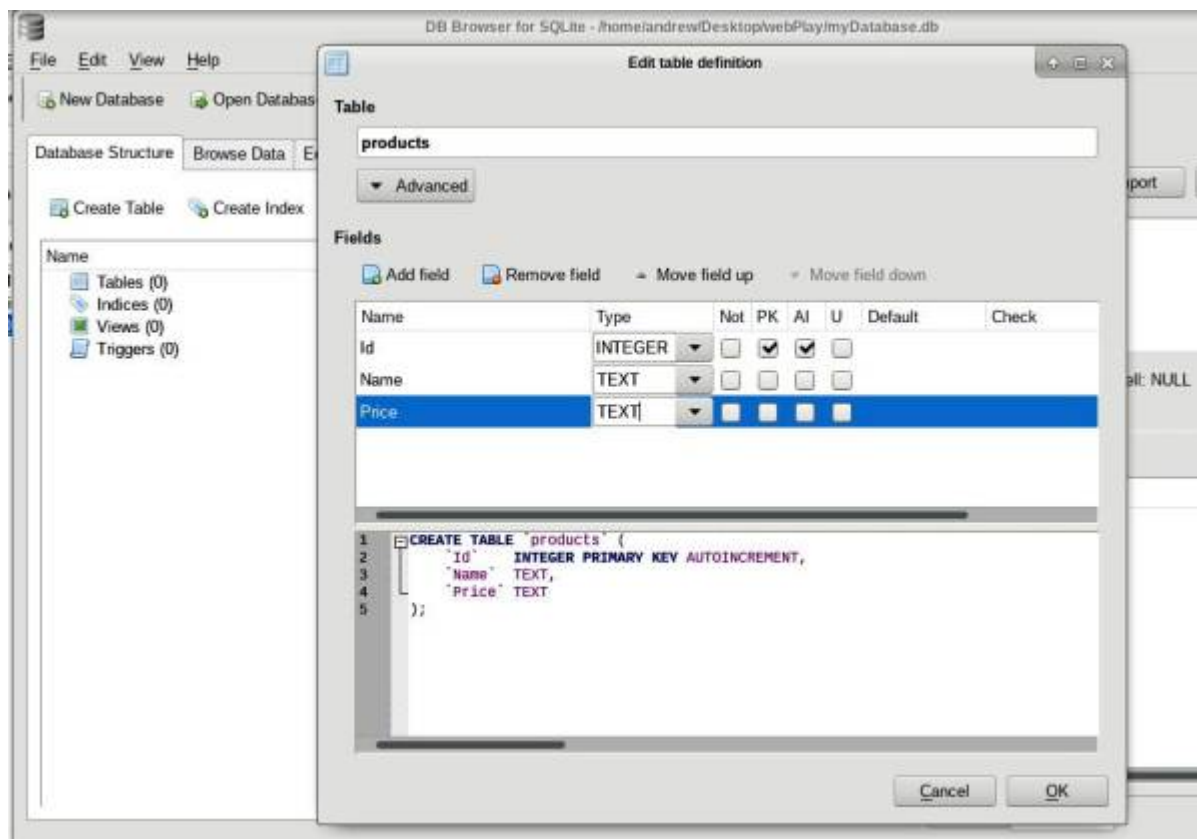 DB Browser for SQLite - /home/andrew/Desktop/webPlay/myDatabase.db
File Edit View Help
Edit table definition
New Database Open Databas
Table
products
Database Structure Browse Data
Advanced
port
Create Table Create Index
Fields
Name
Add field Remove field Move field up Move field down
Tables (0)
Indices (0)
Views (0)
Triggers (0)
Name Type Not PK AI U Default Check
Id INTEGER
Name TEXT
Price TEXT
ell: NULL
1 CREATE TABLE `products` (
2 `Id` INTEGER PRIMARY KEY AUTOINCREMENT,
3 `Name` TEXT,
4 `Price` TEXT
5 );
Cancel OK